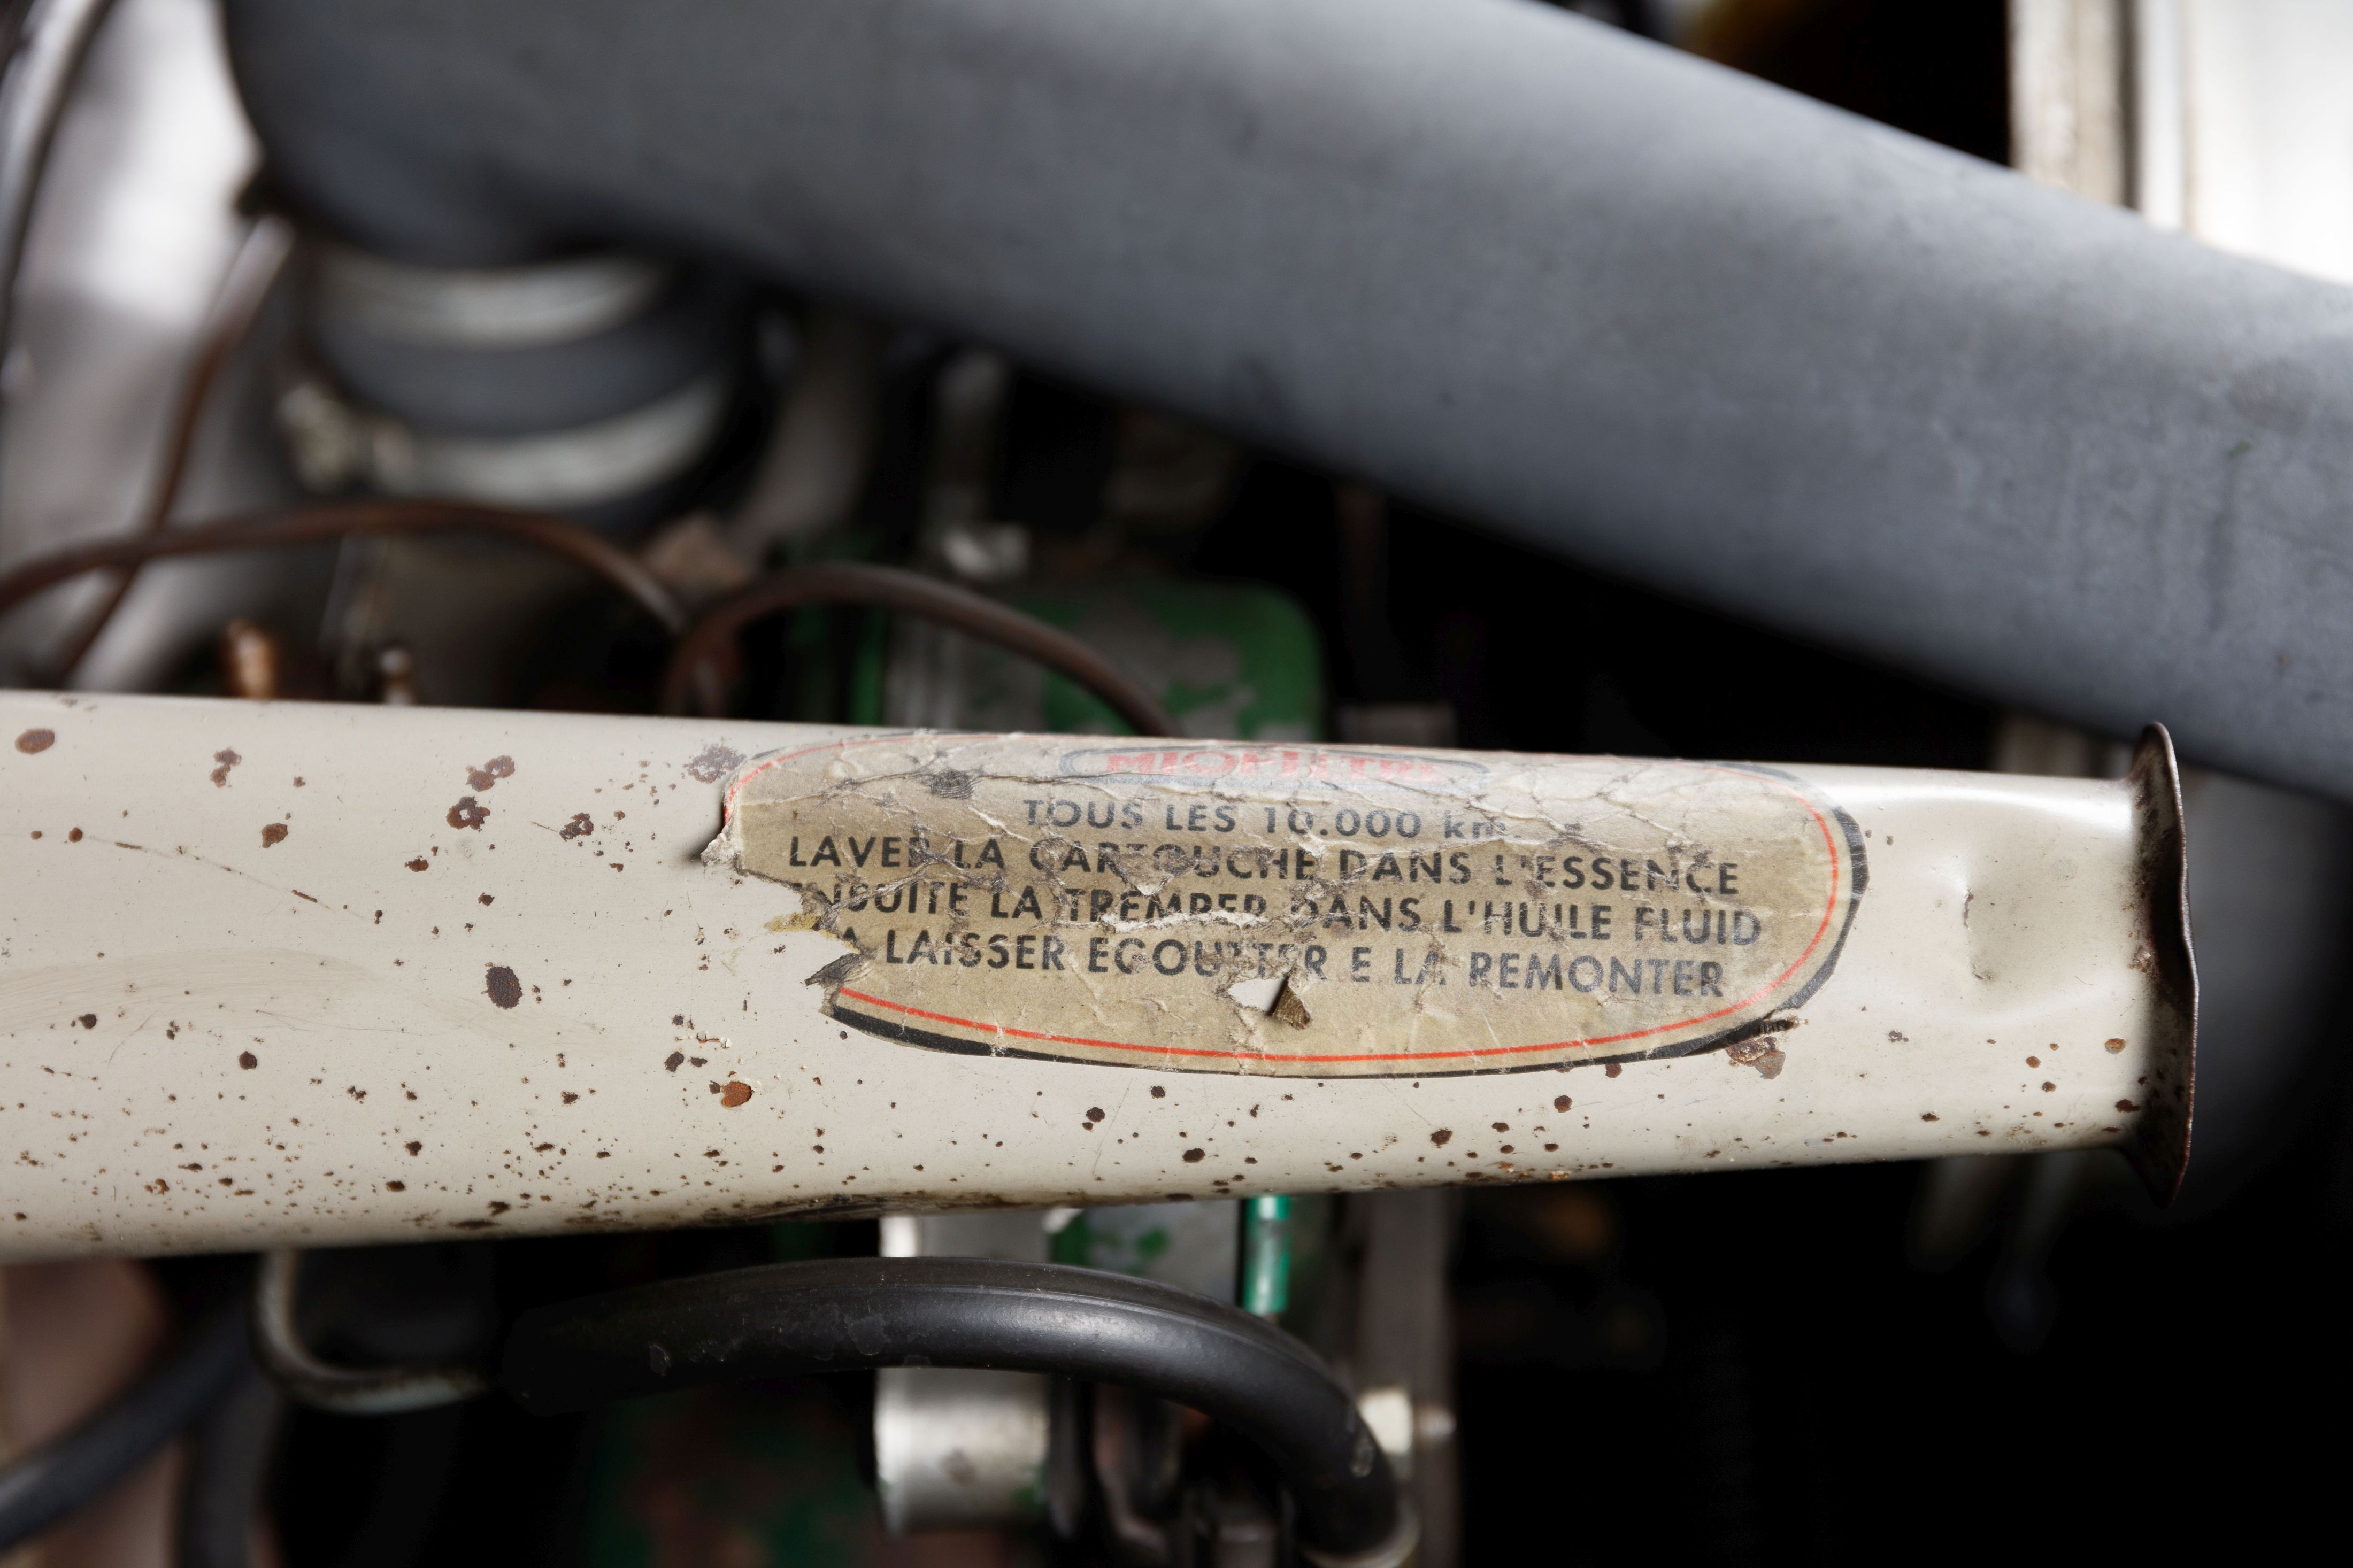 MIOFILTRE
TOUS LES 10.000 km.
LAVER LA CARTOUCHE DANS L'ESSENCE
ENSUITE LA TREMPER DANS L'HUILE FLUID
LA LAISSER EGOUTTER E LA REMONTER